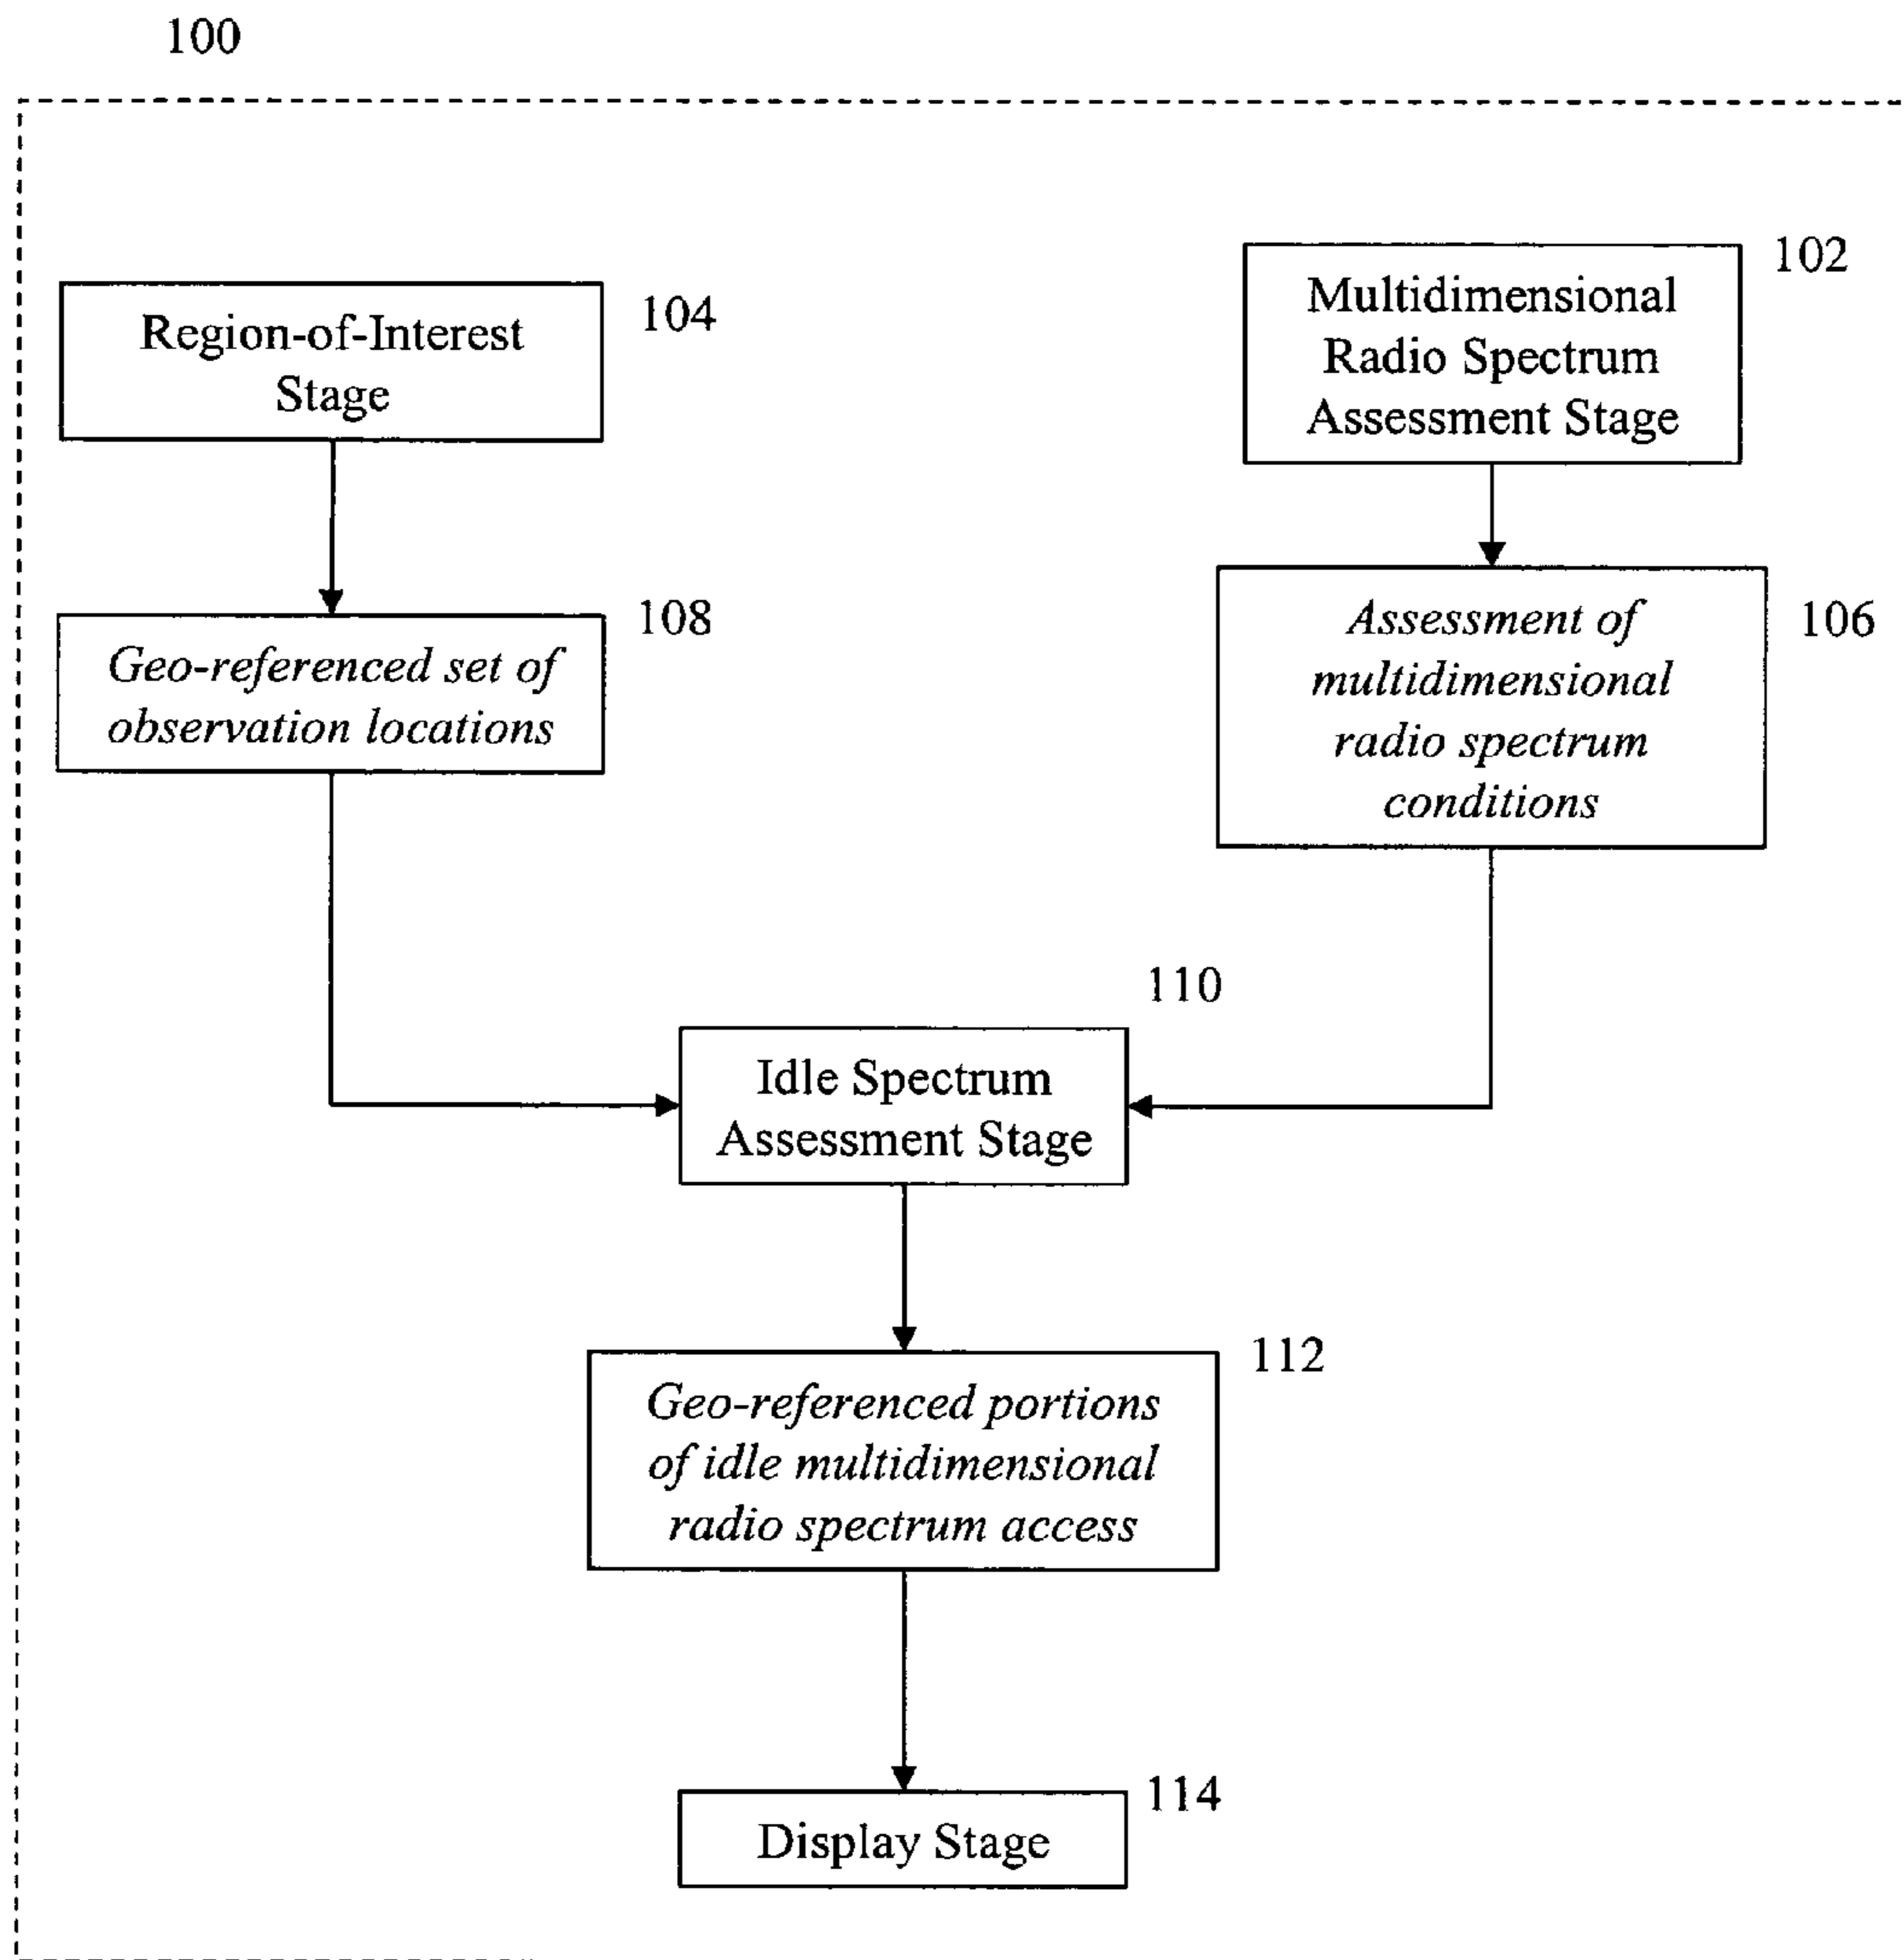 100
102
Multidimensional
Radio Spectrum
Assessment Stage
104
Region-of-Interest
Stage
108
Geo-referenced set of
observation locations
106
Assessment of
multidimensional
radio spectrum
conditions
110
Idle Spectrum
Assessment Stage
112
Geo-referenced portions
of idle multidimensional
radio spectrum access
114
Display Stage